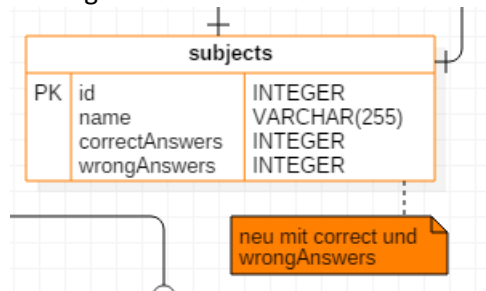 subjects
PK id INTEGER
name VARCHAR(255)
correctAnswers INTEGER
wrongAnswers INTEGER
neu mit correct und
wrongAnswers